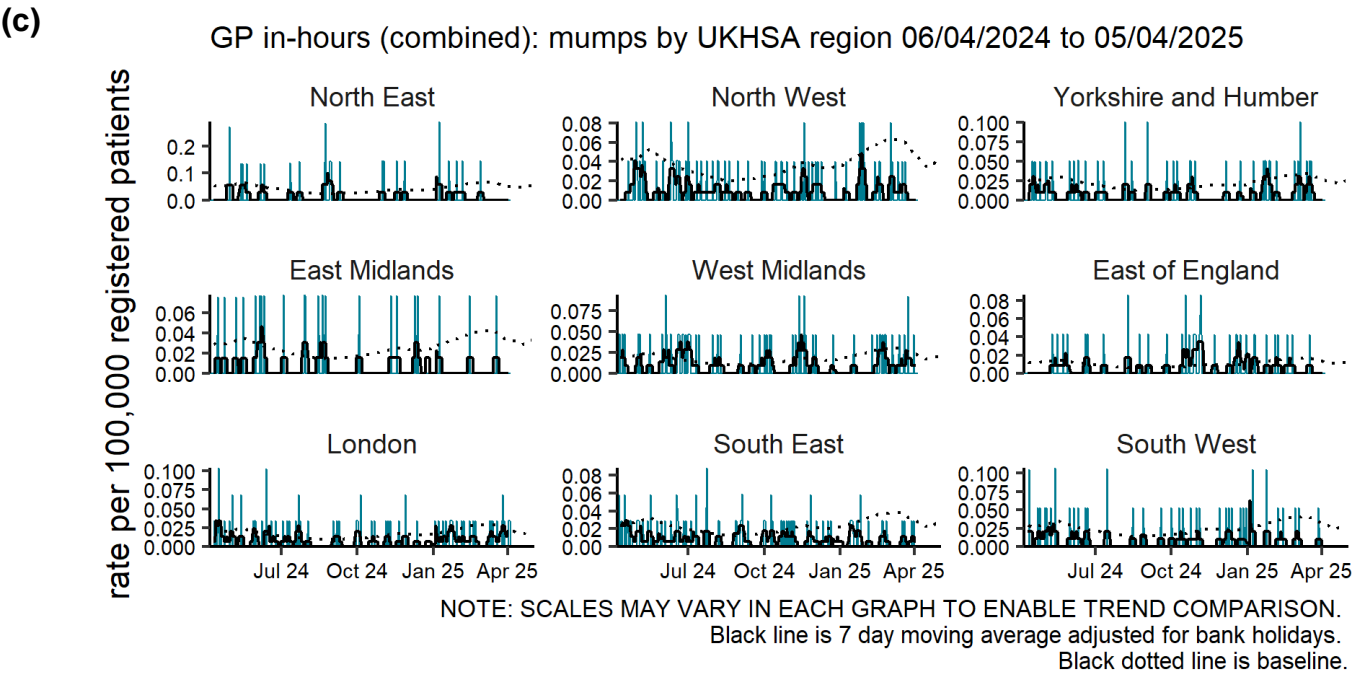 (c)
GP in-hours (combined): mumps by UKHSA region 06/04/2024 to 05/04/2025
rate per 100,000 registered patients
North East
0.2
0.1
0.0
North West
0.08
0.06
0.04
0.02
0.00
Yorkshire and Humber
0.100
0.075
0.050
0.025
0.000
East Midlands
0.06
0.04
0.02
0.00
West Midlands
0.075
0.050
0.025
0.000
East of England
0.08
0.06
0.04
0.02
0.00
London
0.100
0.075
0.050
0.025
0.000
Jul 24 Oct 24 Jan 25 Apr 25
South East
0.08
0.06
0.04
0.02
0.00
Jul 24 Oct 24 Jan 25 Apr 25
South West
0.100
0.075
0.050
0.025
0.000
Jul 24 Oct 24 Jan 25 Apr 25
NOTE: SCALES MAY VARY IN EACH GRAPH TO ENABLE TREND COMPARISON.
Black line is 7 day moving average adjusted for bank holidays.
Black dotted line is baseline.